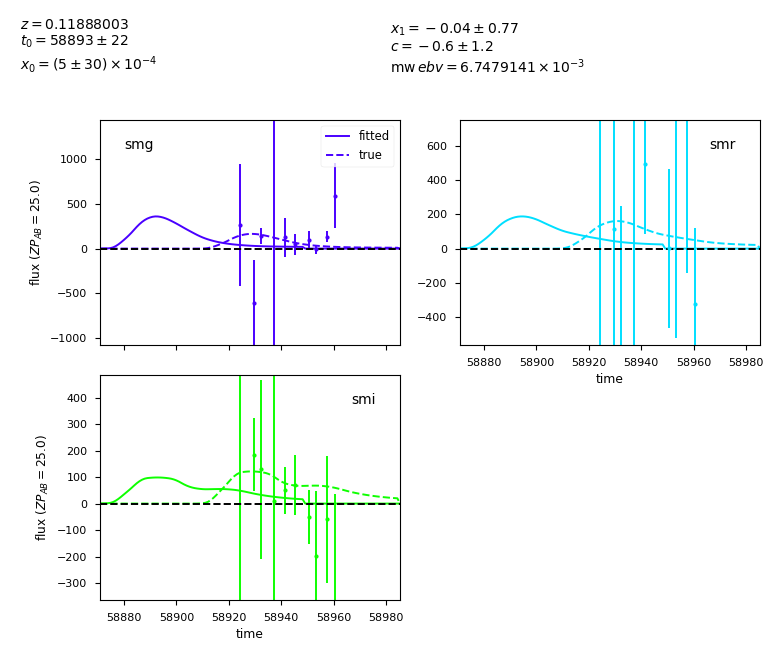 z = 0.11888003
t₀ = 58893 ± 22
x₀ = (5 ± 30) × 10⁻⁴
x₁ = −0.04 ± 0.77
c = −0.6 ± 1.2
mw ebv = 6.7479141 × 10⁻³
smg
fitted
true
1000
500
0
−500
−1000
flux (ZP_AB = 25.0)
smr
600
400
200
0
−200
−400
58880 58900 58920 58940 58960 58980
time
smi
400
300
200
100
0
−100
−200
−300
flux (ZP_AB = 25.0)
58880 58900 58920 58940 58960 58980
time